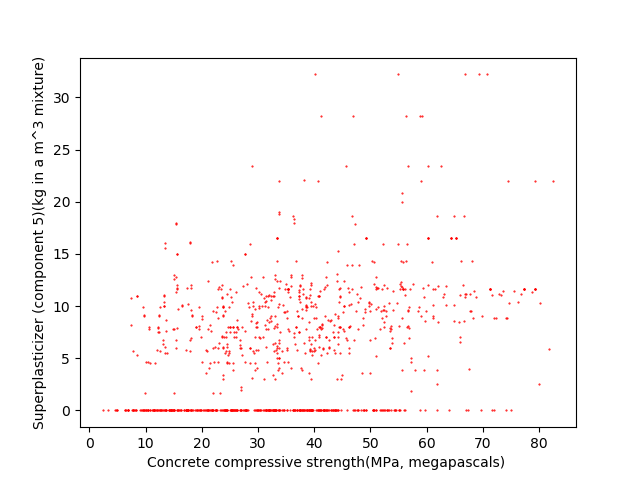 Superplasticizer (component 5)(kg in a m^3 mixture)
30
25
20
15
10
5
0
0 10 20 30 40 50 60 70 80
Concrete compressive strength(MPa, megapascals)